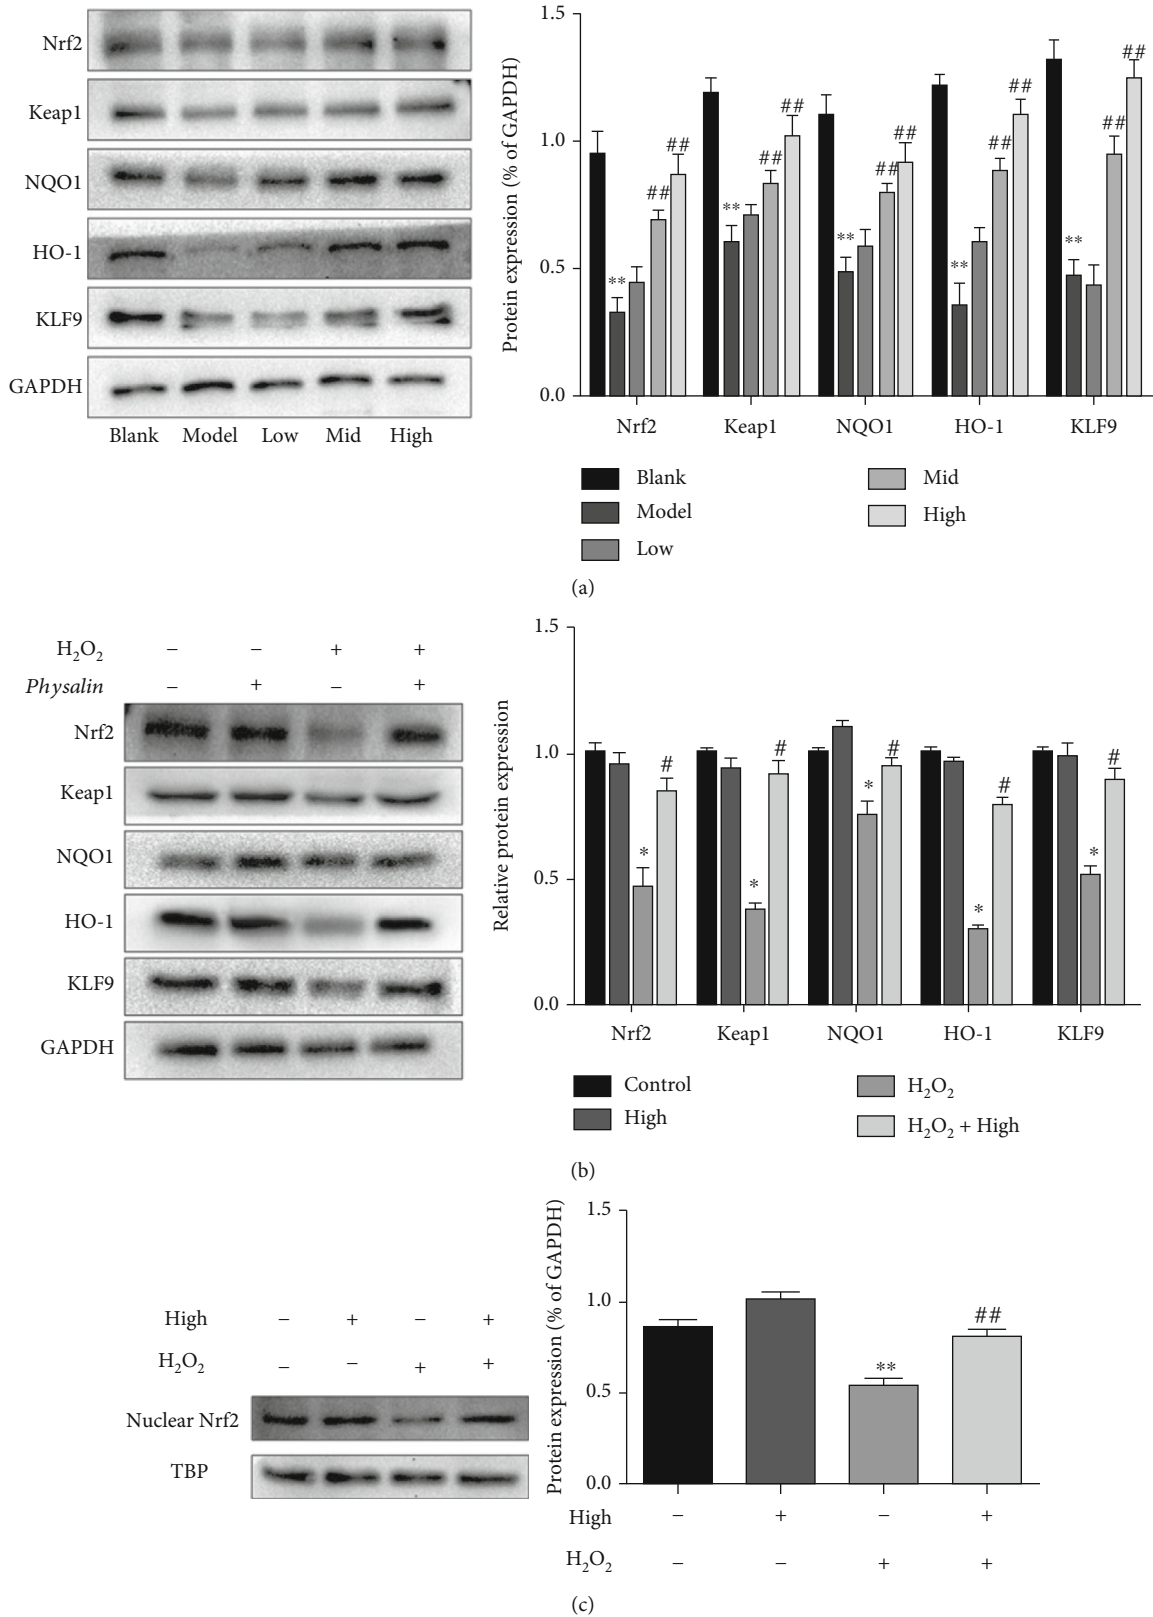 Nrf2
Keap1
NQO1
HO-1
KLF9
GAPDH
Blank Model Low Mid High
Protein expression (% of GAPDH)
1.5
1.0
0.5
0.0
** ## ##
** ## ##
** ## ##
** ## ##
** ## ##
Nrf2 Keap1 NQO1 HO-1 KLF9
Blank
Model
Low
Mid
High
(a)
H₂O₂ – – + +
Physalin – + – +
Nrf2
Keap1
NQO1
HO-1
KLF9
GAPDH
Relative protein expression
1.5
1.0
0.5
0.0
* #
* #
* #
* #
* #
Nrf2 Keap1 NQO1 HO-1 KLF9
Control
High
H₂O₂
H₂O₂ + High
(b)
High – + – +
H₂O₂ – – + +
Nuclear Nrf2
TBP
Protein expression (% of GAPDH)
1.5
1.0
0.5
0.0
** ##
High – + – +
H₂O₂ – – + +
(c)